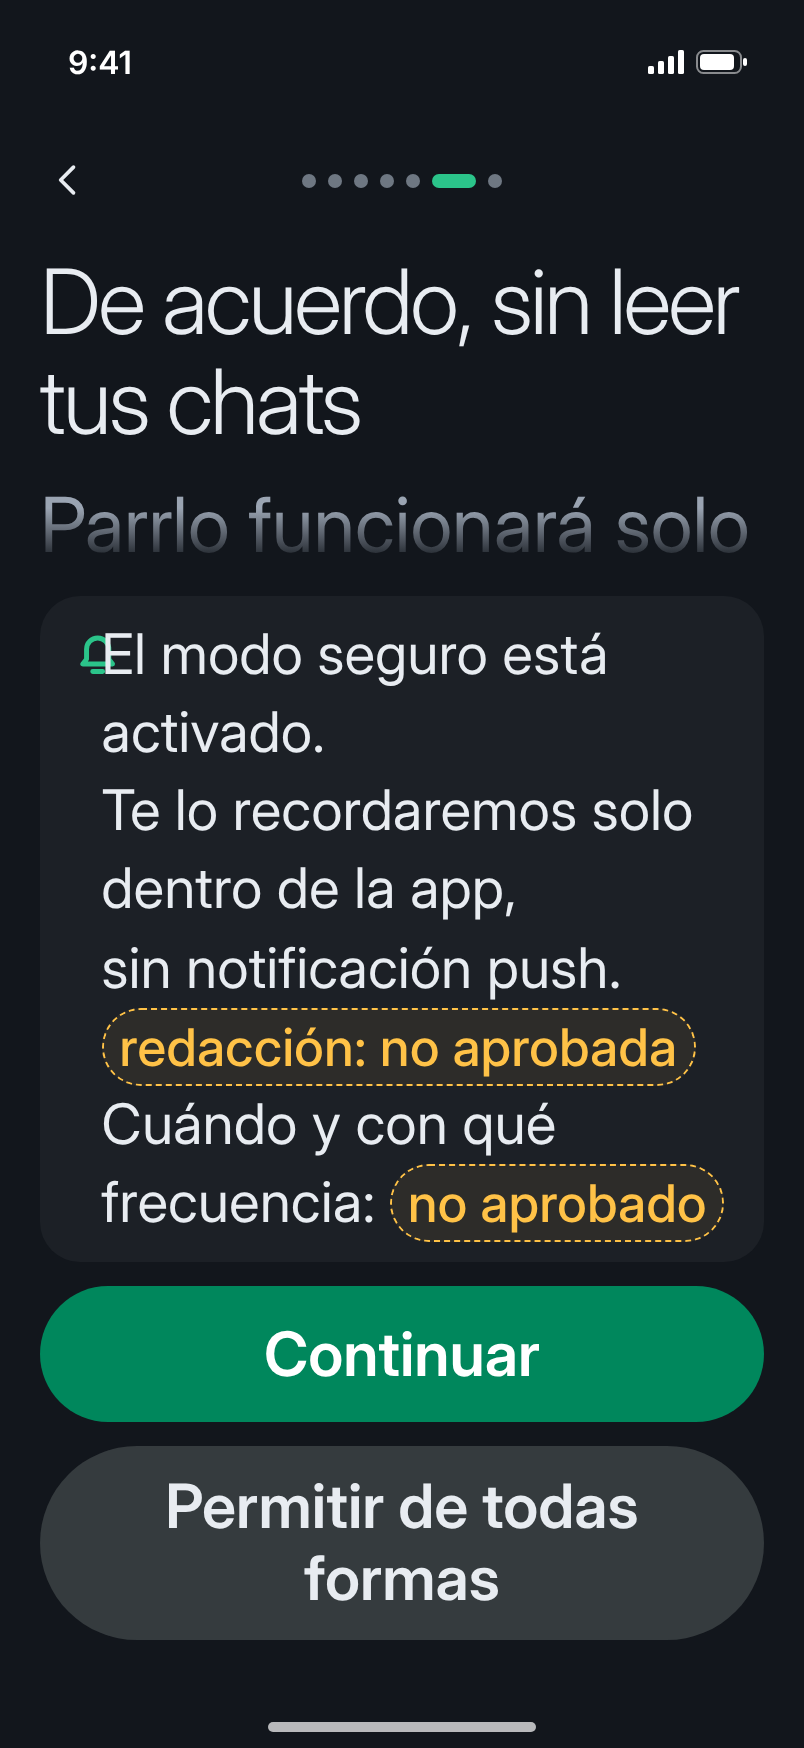 9:41
De acuerdo, sin leer
tus chats
Parrlo funcionará solo
El modo seguro está
activado.
Te lo recordaremos solo
dentro de la app,
sin notificación push.
redacción: no aprobada
Cuándo y con qué
frecuencia: no aprobado
Continuar
Permitir de todas
formas